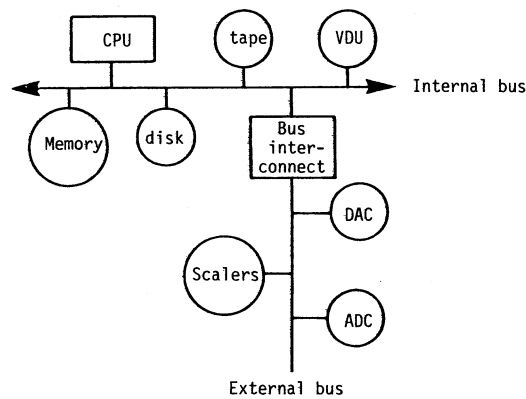 CPU
tape
VDU
Internal bus
Memory
disk
Bus
inter-
connect
DAC
Scalers
ADC
External bus